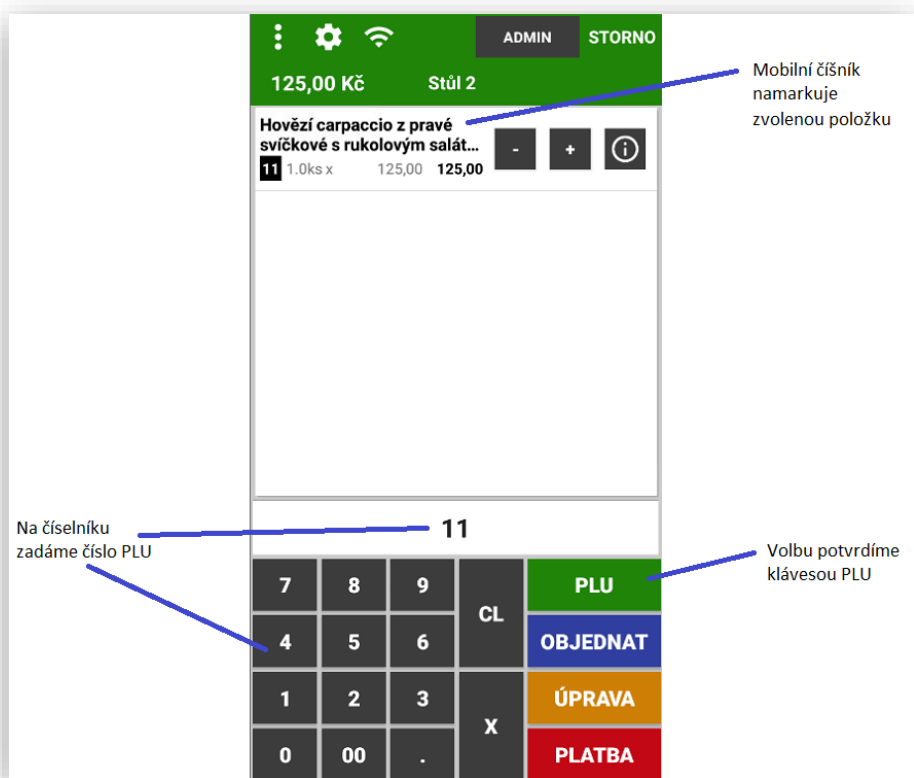 ADMIN STORNO
125,00 Kč Stůl 2
Hovězí carpaccio z pravé
svíčkové s rukolovým salát...
- +
11 1.0ks x 125,00 125,00
Mobilní číšník
namarkuje
zvolenou položku
Na číselníku
zadáme číslo PLU
11
Volbu potvrdíme
klávesou PLU
7 8 9 CL PLU
4 5 6 OBJEDNAT
1 2 3 X ÚPRAVA
0 00 . PLATBA